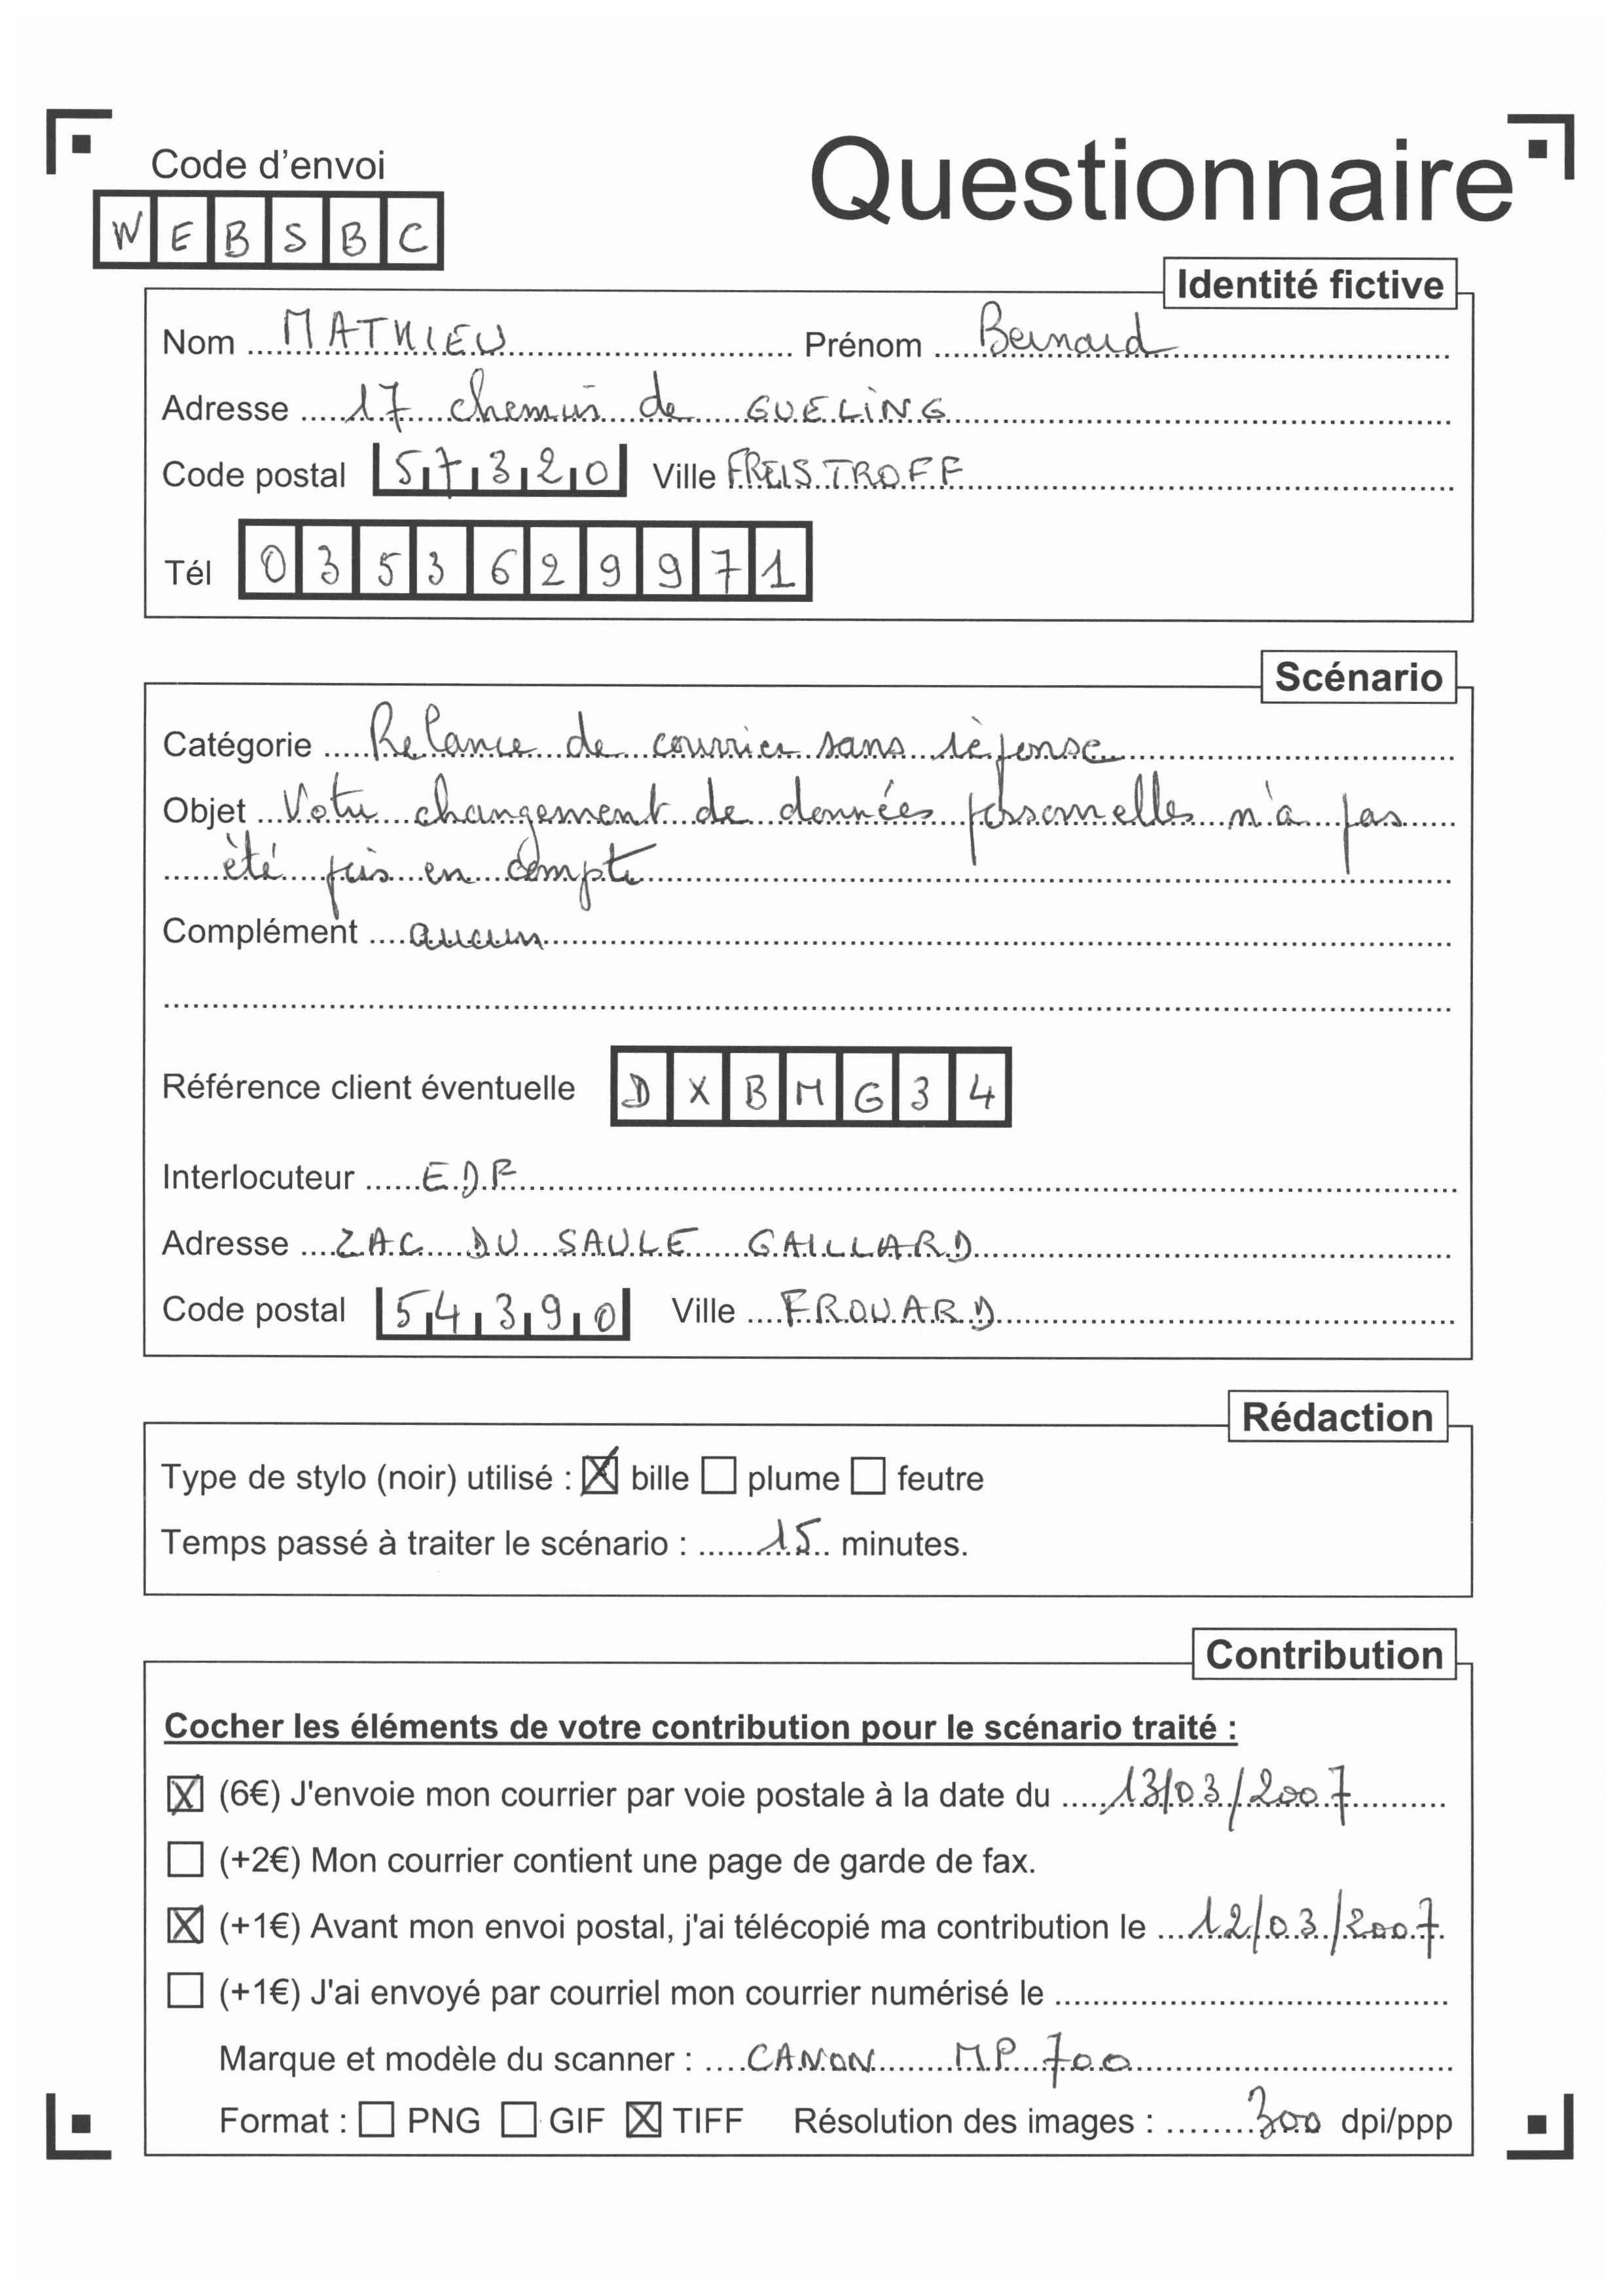 Code d'envoi
Questionnaire
WEBSBC
Identité fictive
Nom MATHIEU Prénom Bernard
Adresse 17 chemin de GUELING
Code postal 57320 Ville FREISTROFF
Tél 0353629971
Scénario
Catégorie Relance de courrier sans réponse
Objet Votre changement de données personnelles n'a pas
été pris en compte
Complément aucun
Référence client éventuelle DXBMG34
Interlocuteur EDF
Adresse ZAC DU SAULE GAILLARD
Code postal 54390 Ville FROUARD
Rédaction
Type de stylo (noir) utilisé : ☒ bille ☐ plume ☐ feutre
Temps passé à traiter le scénario : 15 minutes.
Contribution
Cocher les éléments de votre contribution pour le scénario traité :
☒ (6€) J'envoie mon courrier par voie postale à la date du 13/03/2007
☐ (+2€) Mon courrier contient une page de garde de fax.
☒ (+1€) Avant mon envoi postal, j'ai télécopié ma contribution le 12/03/2007
☐ (+1€) J'ai envoyé par courriel mon courrier numérisé le
Marque et modèle du scanner : CANON MP 700
Format : ☐ PNG ☐ GIF ☒ TIFF Résolution des images : 300 dpi/ppp